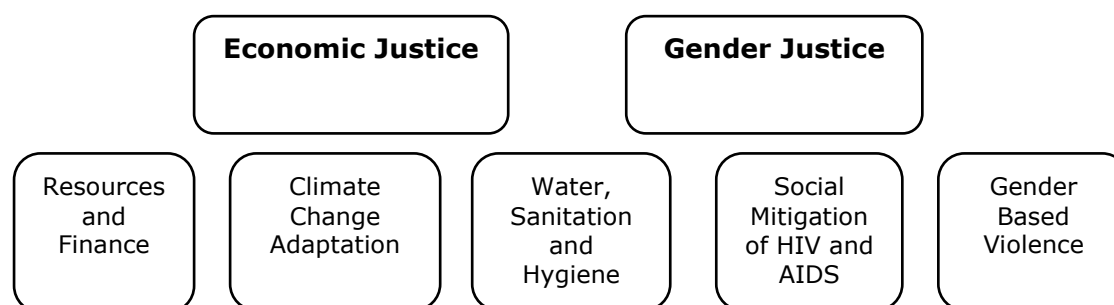 Economic Justice
Gender Justice
Resources
and
Finance
Climate
Change
Adaptation
Water,
Sanitation
and
Hygiene
Social
Mitigation
of HIV and
AIDS
Gender
Based
Violence